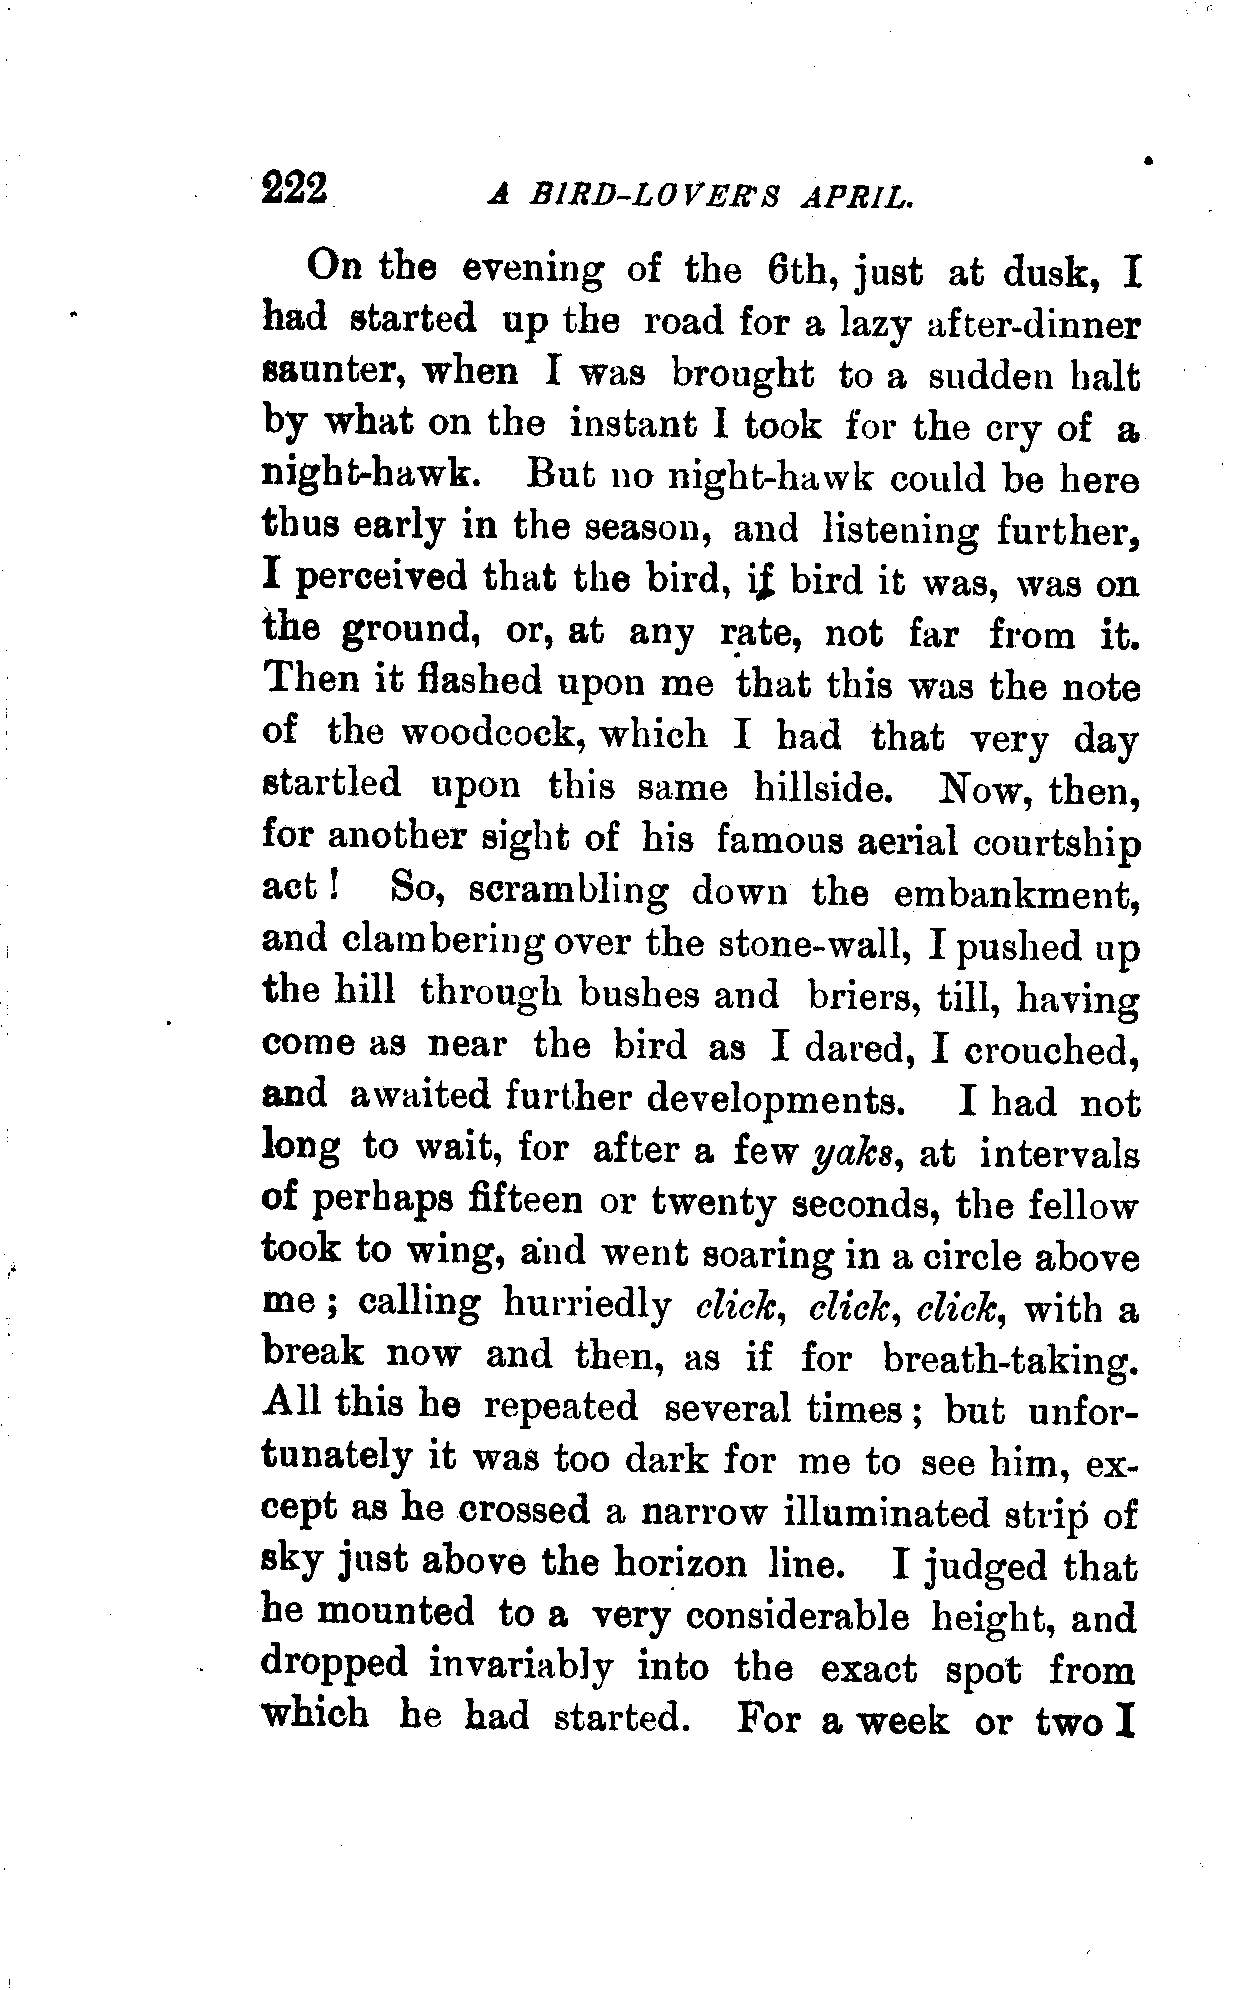 222 A BIRD-LOVER'S APRIL.
On the evening of the 6th, just at dusk, I
had started up the road for a lazy after-dinner
saunter, when I was brought to a sudden halt
by what on the instant I took for the cry of a
night-hawk. But no night-hawk could be here
thus early in the season, and listening further,
I perceived that the bird, if bird it was, was on
the ground, or, at any rate, not far from it.
Then it flashed upon me that this was the note
of the woodcock, which I had that very day
startled upon this same hillside. Now, then,
for another sight of his famous aerial courtship
act! So, scrambling down the embankment,
and clambering over the stone-wall, I pushed up
the hill through bushes and briers, till, having
come as near the bird as I dared, I crouched,
and awaited further developments. I had not
long to wait, for after a few yaks, at intervals
of perhaps fifteen or twenty seconds, the fellow
took to wing, and went soaring in a circle above
me; calling hurriedly click, click, click, with a
break now and then, as if for breath-taking.
All this he repeated several times; but unfor-
tunately it was too dark for me to see him, ex-
cept as he crossed a narrow illuminated strip of
sky just above the horizon line. I judged that
he mounted to a very considerable height, and
dropped invariably into the exact spot from
which he had started. For a week or two I